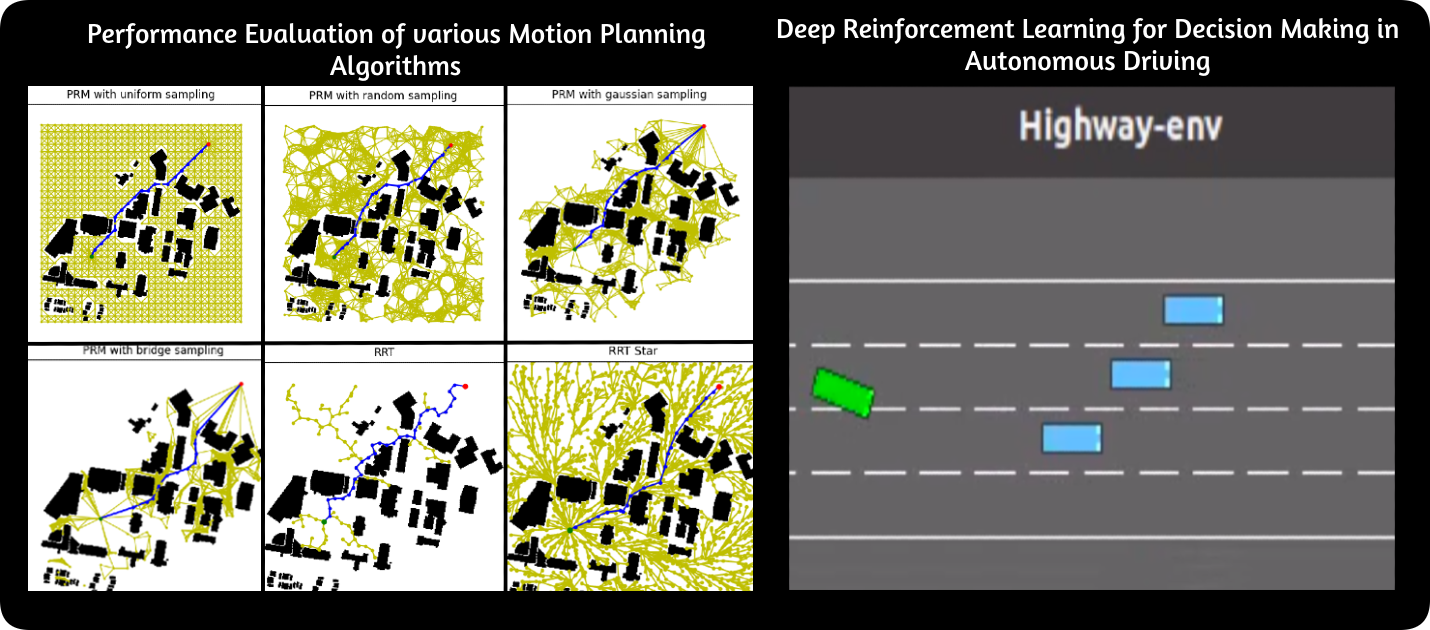 Performance Evaluation of various Motion Planning
Algorithms
PRM with uniform sampling
PRM with random sampling
PRM with gaussian sampling
PRM with bridge sampling
RRT
RRT Star
Deep Reinforcement Learning for Decision Making in
Autonomous Driving
Highway-env